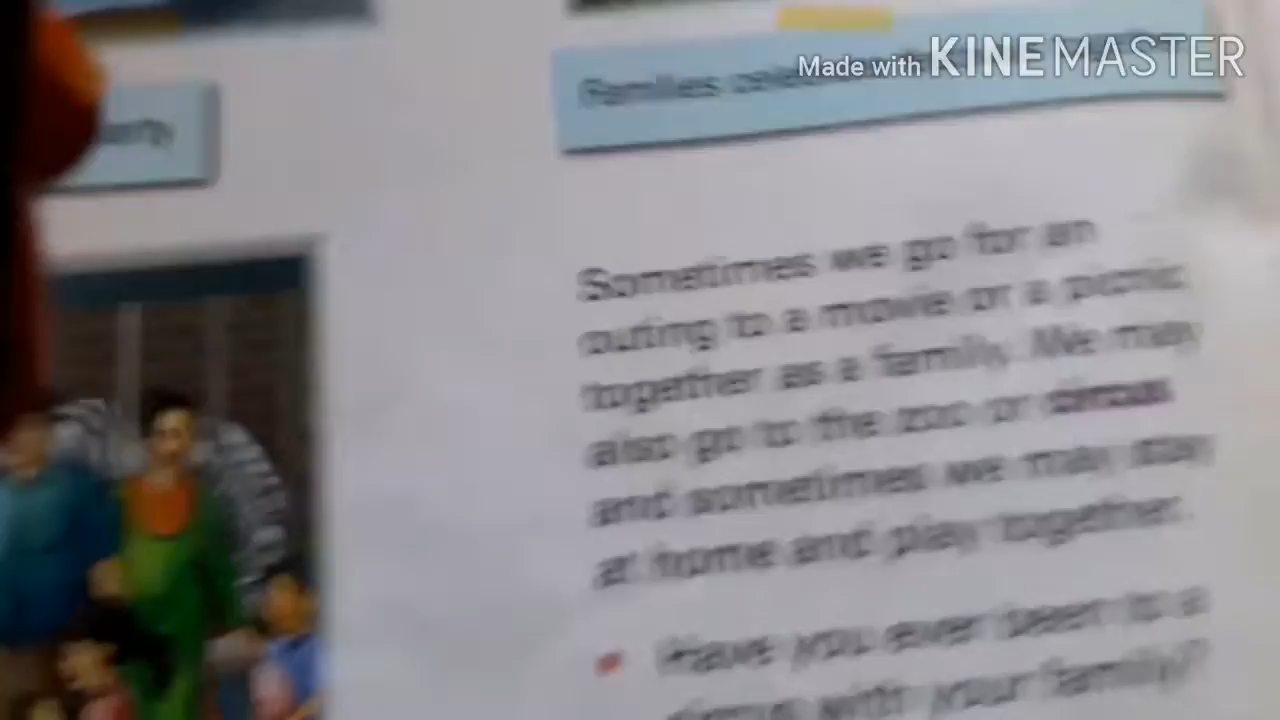 Made with KINEMASTER
Families
party
Sometimes we go for an
outing to a movie or a picnic
together as a family. We may
also go to the zoo or circus
and sometimes we may stay
at home and play together.
Have you ever been to a
circus with your family?